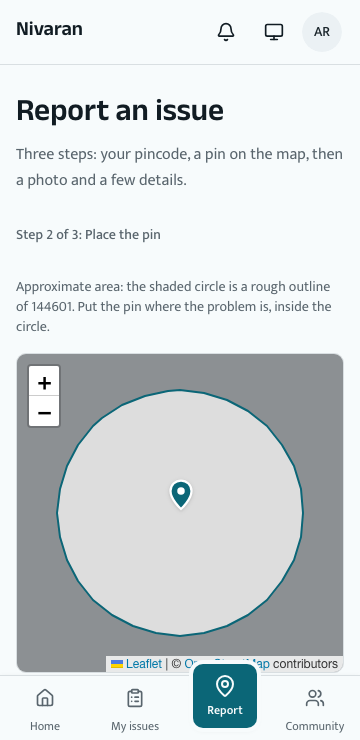 Nivaran
AR
Report an issue
Three steps: your pincode, a pin on the map, then
a photo and a few details.
Step 2 of 3: Place the pin
Approximate area: the shaded circle is a rough outline
of 144601. Put the pin where the problem is, inside the
circle.
+
−
Leaflet | © contributors
Home
My issues
Report
Community